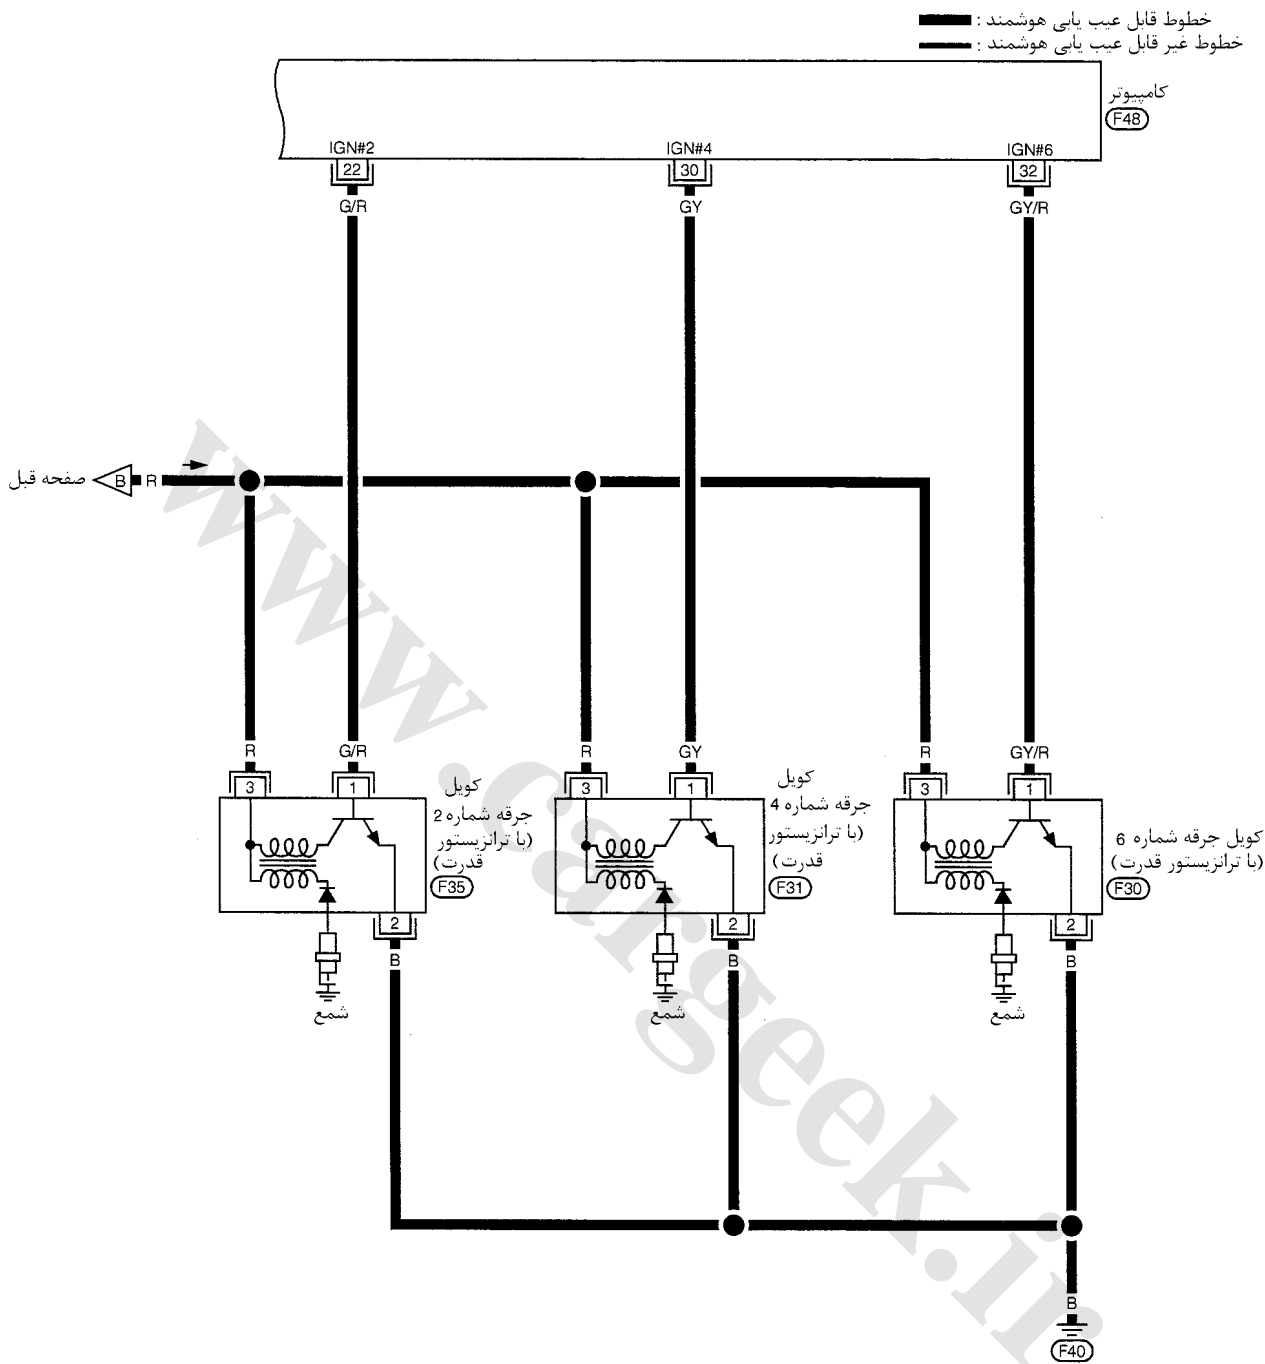 خطوط قابل عیب یابی هوشمند :
خطوط غیر قابل عیب یابی هوشمند :
کامپیوتر
F48
IGN#2 IGN#4 IGN#6
22 30 32
G/R GY GY/R
صفحه قبل B R
R G/R R GY R GY/R
3 1 3 1 3 1
کویل
جرقه شماره 2
(با ترانزیستور
قدرت)
F35
کویل
جرقه شماره 4
(با ترانزیستور
قدرت)
F31
کویل جرقه شماره 6
(با ترانزیستور قدرت)
F30
2 2 2
B B B
شمع شمع شمع
B
F40
www.cargeek.ir